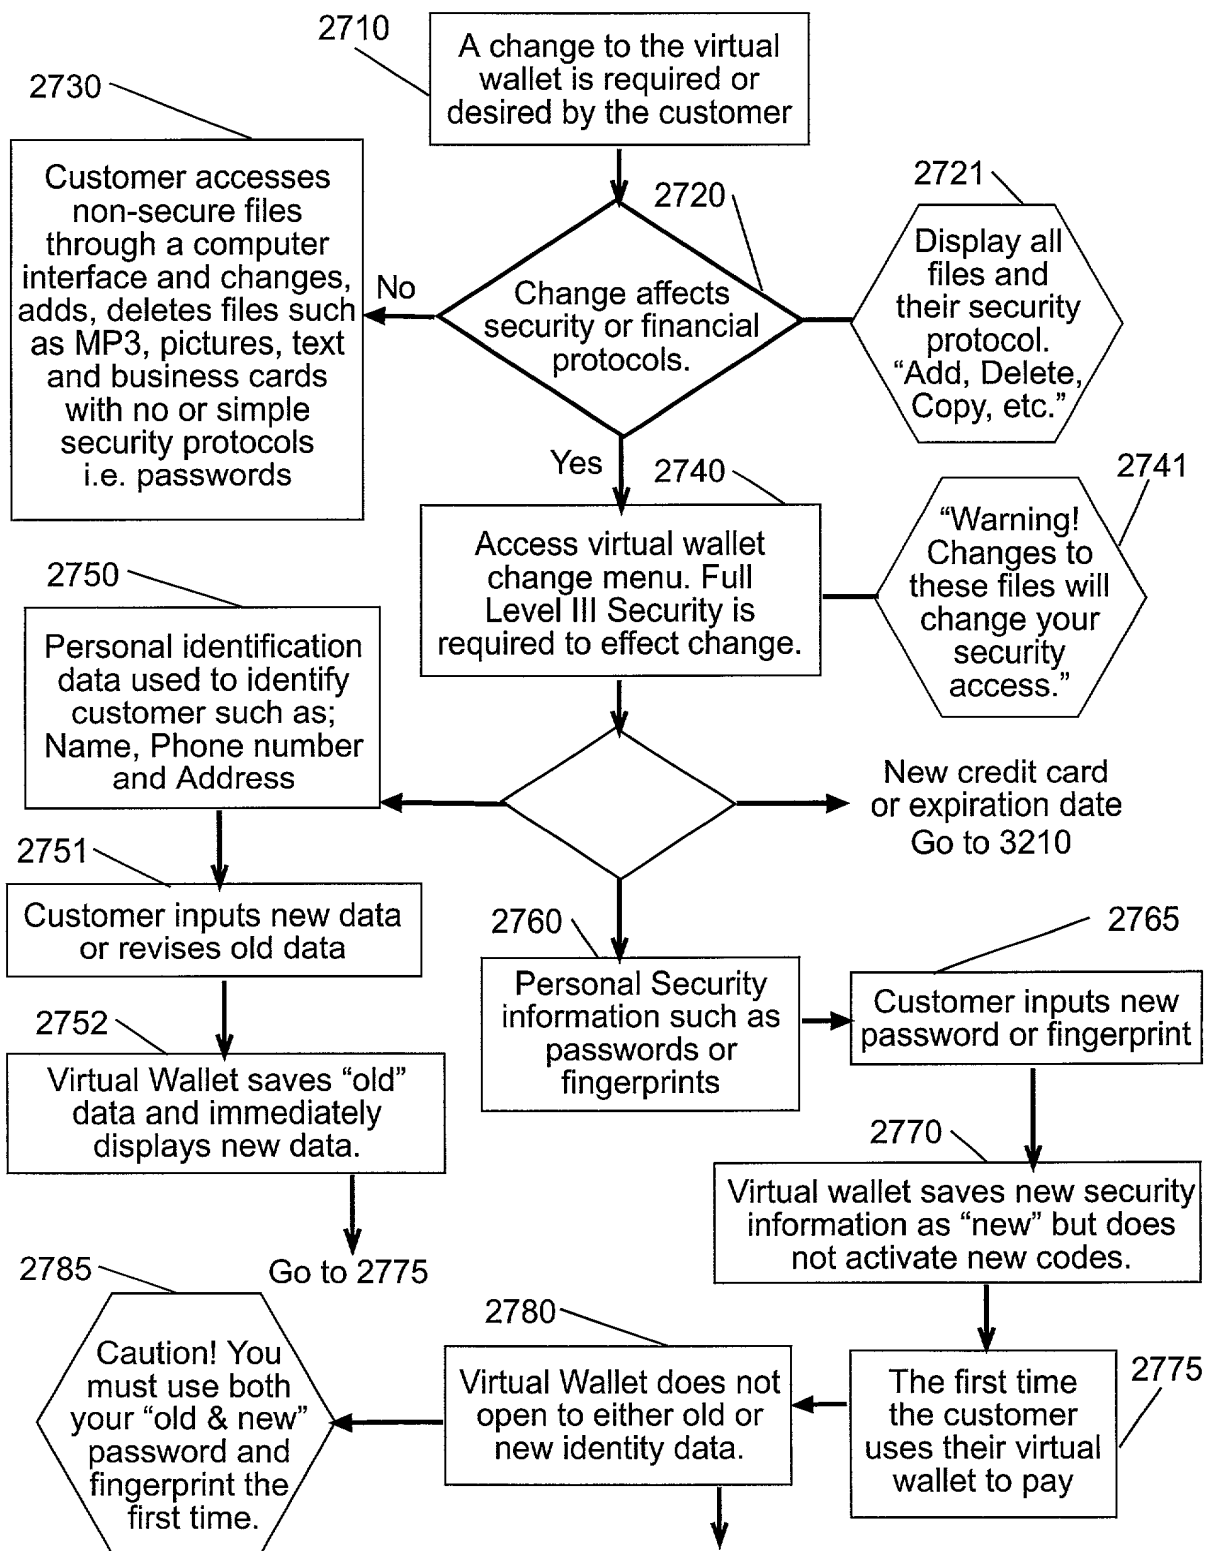 2710
A change to the virtual
wallet is required or
desired by the customer
2730
Customer accesses
non-secure files
through a computer
interface and changes,
adds, deletes files such
as MP3, pictures, text
and business cards
with no or simple
security protocols
i.e. passwords
No
2720
Change affects
security or financial
protocols.
2721
Display all
files and
their security
protocol.
“Add, Delete,
Copy, etc.”
Yes
2740
Access virtual wallet
change menu. Full
Level III Security is
required to effect change.
2741
“Warning!
Changes to
these files will
change your
security
access.”
2750
Personal identification
data used to identify
customer such as;
Name, Phone number
and Address
New credit card
or expiration date
Go to 3210
2751
Customer inputs new data
or revises old data
2760
Personal Security
information such as
passwords or
fingerprints
2765
Customer inputs new
password or fingerprint
2752
Virtual Wallet saves “old”
data and immediately
displays new data.
Go to 2775
2770
Virtual wallet saves new security
information as “new” but does
not activate new codes.
2775
The first time
the customer
uses their virtual
wallet to pay
2780
Virtual Wallet does not
open to either old or
new identity data.
2785
Caution! You
must use both
your “old & new”
password and
fingerprint the
first time.